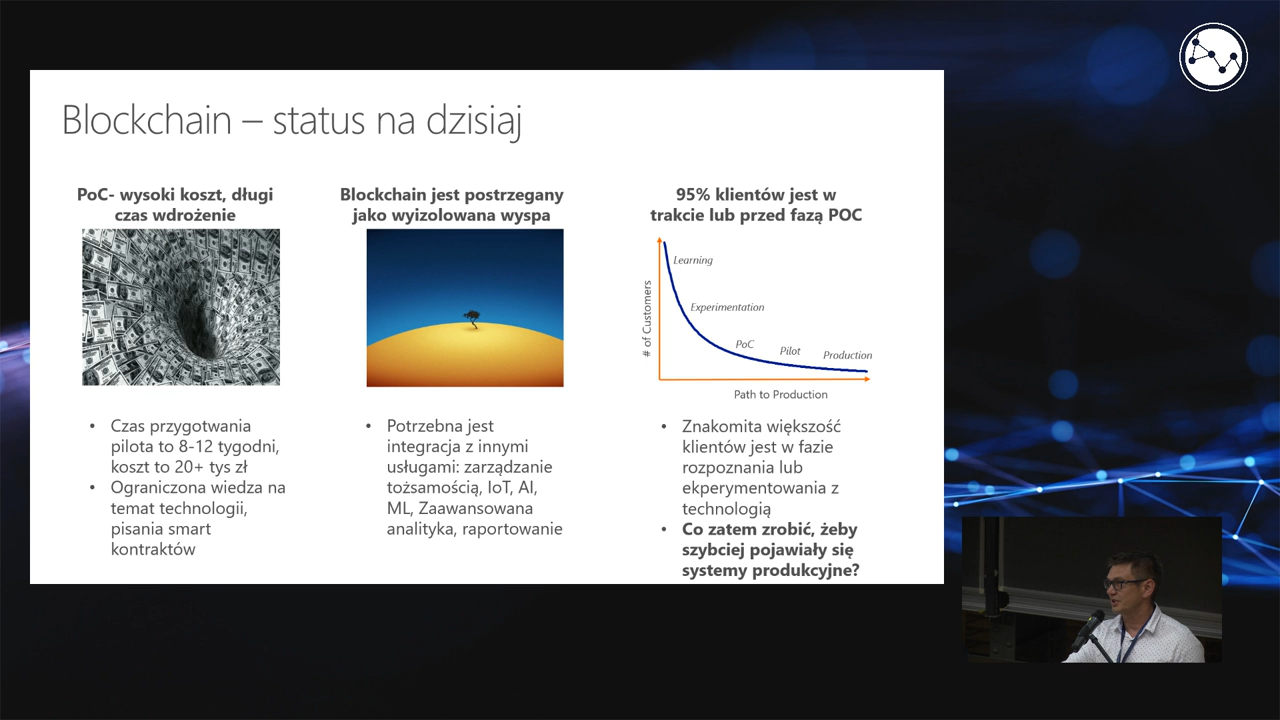 Blockchain – status na dzisiaj
PoC- wysoki koszt, długi
czas wdrożenie
Blockchain jest postrzegany
jako wyizolowana wyspa
95% klientów jest w
trakcie lub przed fazą POC
# of Customers
Learning
Experimentation
PoC
Pilot
Production
Path to Production
• Czas przygotwania
pilota to 8-12 tygodni,
koszt to 20+ tys zł
• Ograniczona wiedza na
temat technologii,
pisania smart
kontraktów
• Potrzebna jest
integracja z innymi
usługami: zarządzanie
tożsamością, IoT, AI,
ML, Zaawansowana
analityka, raportowanie
• Znakomita większość
klientów jest w fazie
rozpoznania lub
ekperymentowania z
technologią
• Co zatem zrobić, żeby
szybciej pojawiały się
systemy produkcyjne?